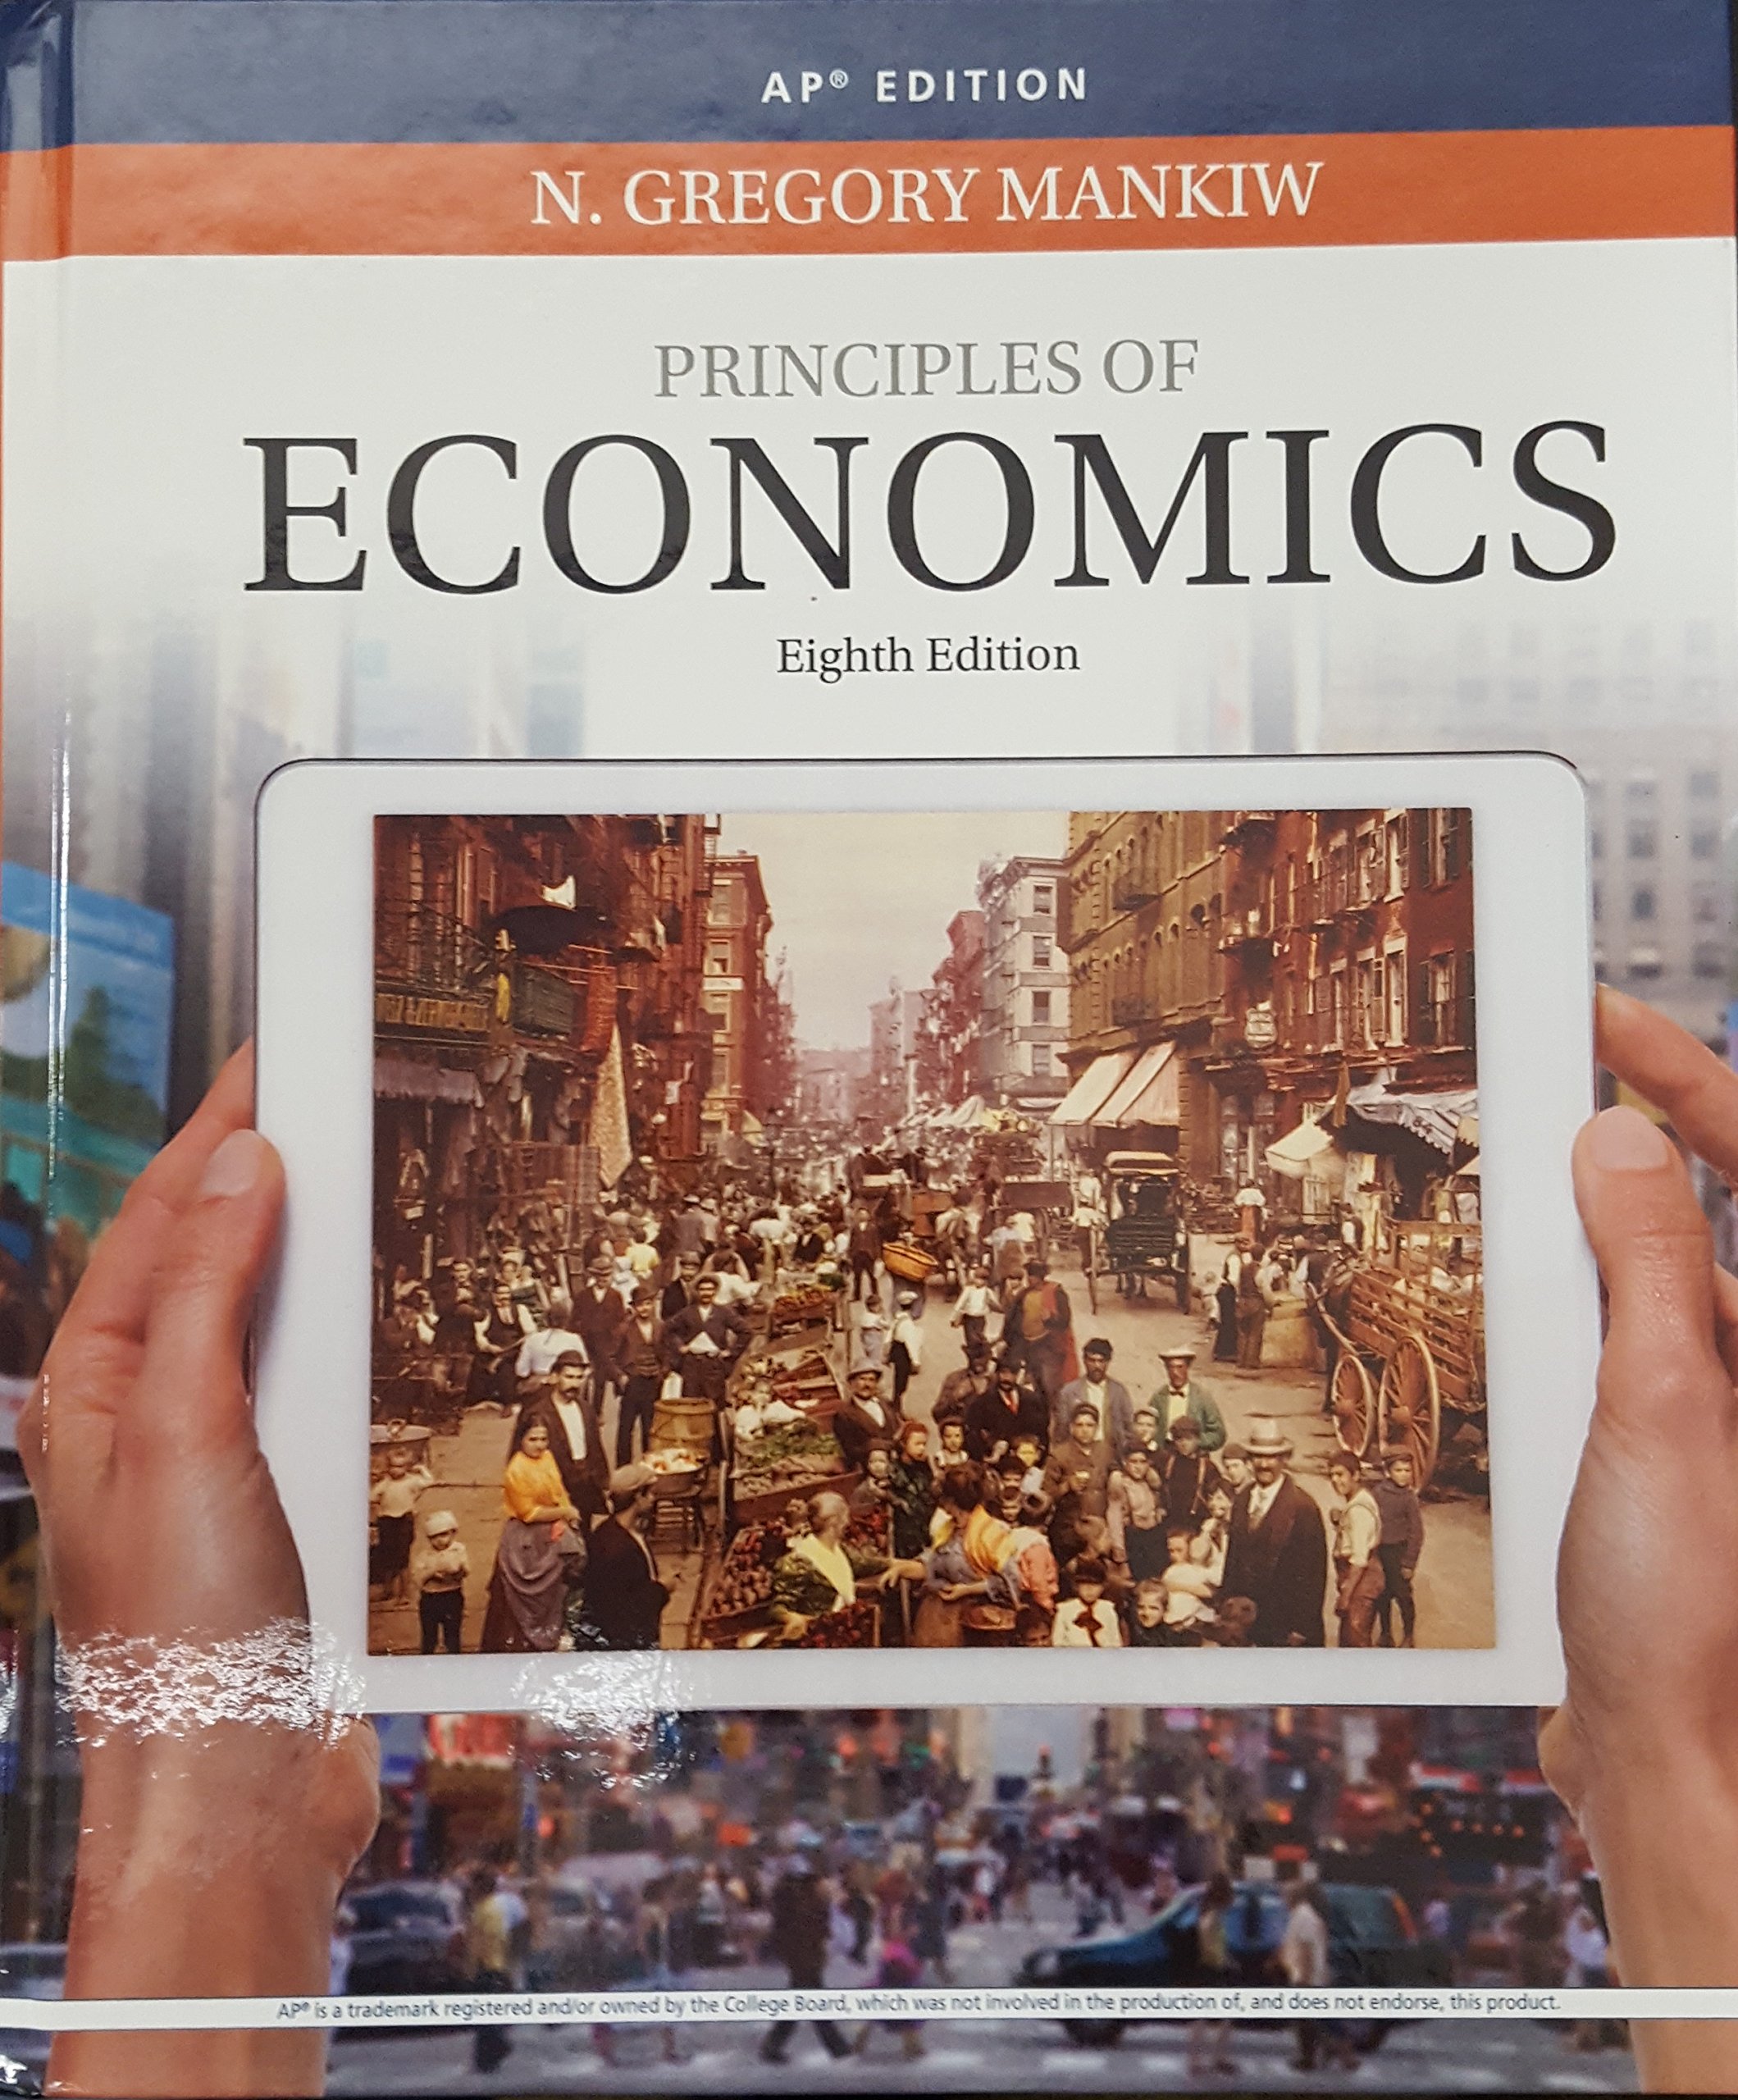 AP® EDITION
N. GREGORY MANKIW
PRINCIPLES OF
ECONOMICS
Eighth Edition
AP® is a trademark registered and/or owned by the College Board, which was not involved in the production of, and does not endorse, this product.